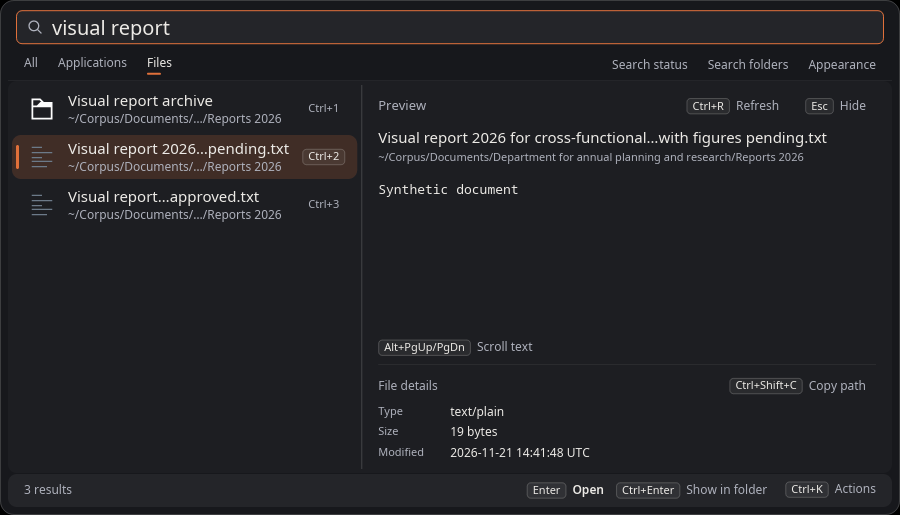 visual report
All Applications Files Search status Search folders Appearance
Visual report archive Ctrl+1
~/Corpus/Documents/.../Reports 2026
Visual report 2026...pending.txt Ctrl+2
~/Corpus/Documents/.../Reports 2026
Visual report...approved.txt Ctrl+3
~/Corpus/Documents/.../Reports 2026
Preview Ctrl+R Refresh Esc Hide
Visual report 2026 for cross-functional...with figures pending.txt
~/Corpus/Documents/Department for annual planning and research/Reports 2026
Synthetic document
Alt+PgUp/PgDn Scroll text
File details Ctrl+Shift+C Copy path
Type text/plain
Size 19 bytes
Modified 2026-11-21 14:41:48 UTC
3 results Enter Open Ctrl+Enter Show in folder Ctrl+K Actions